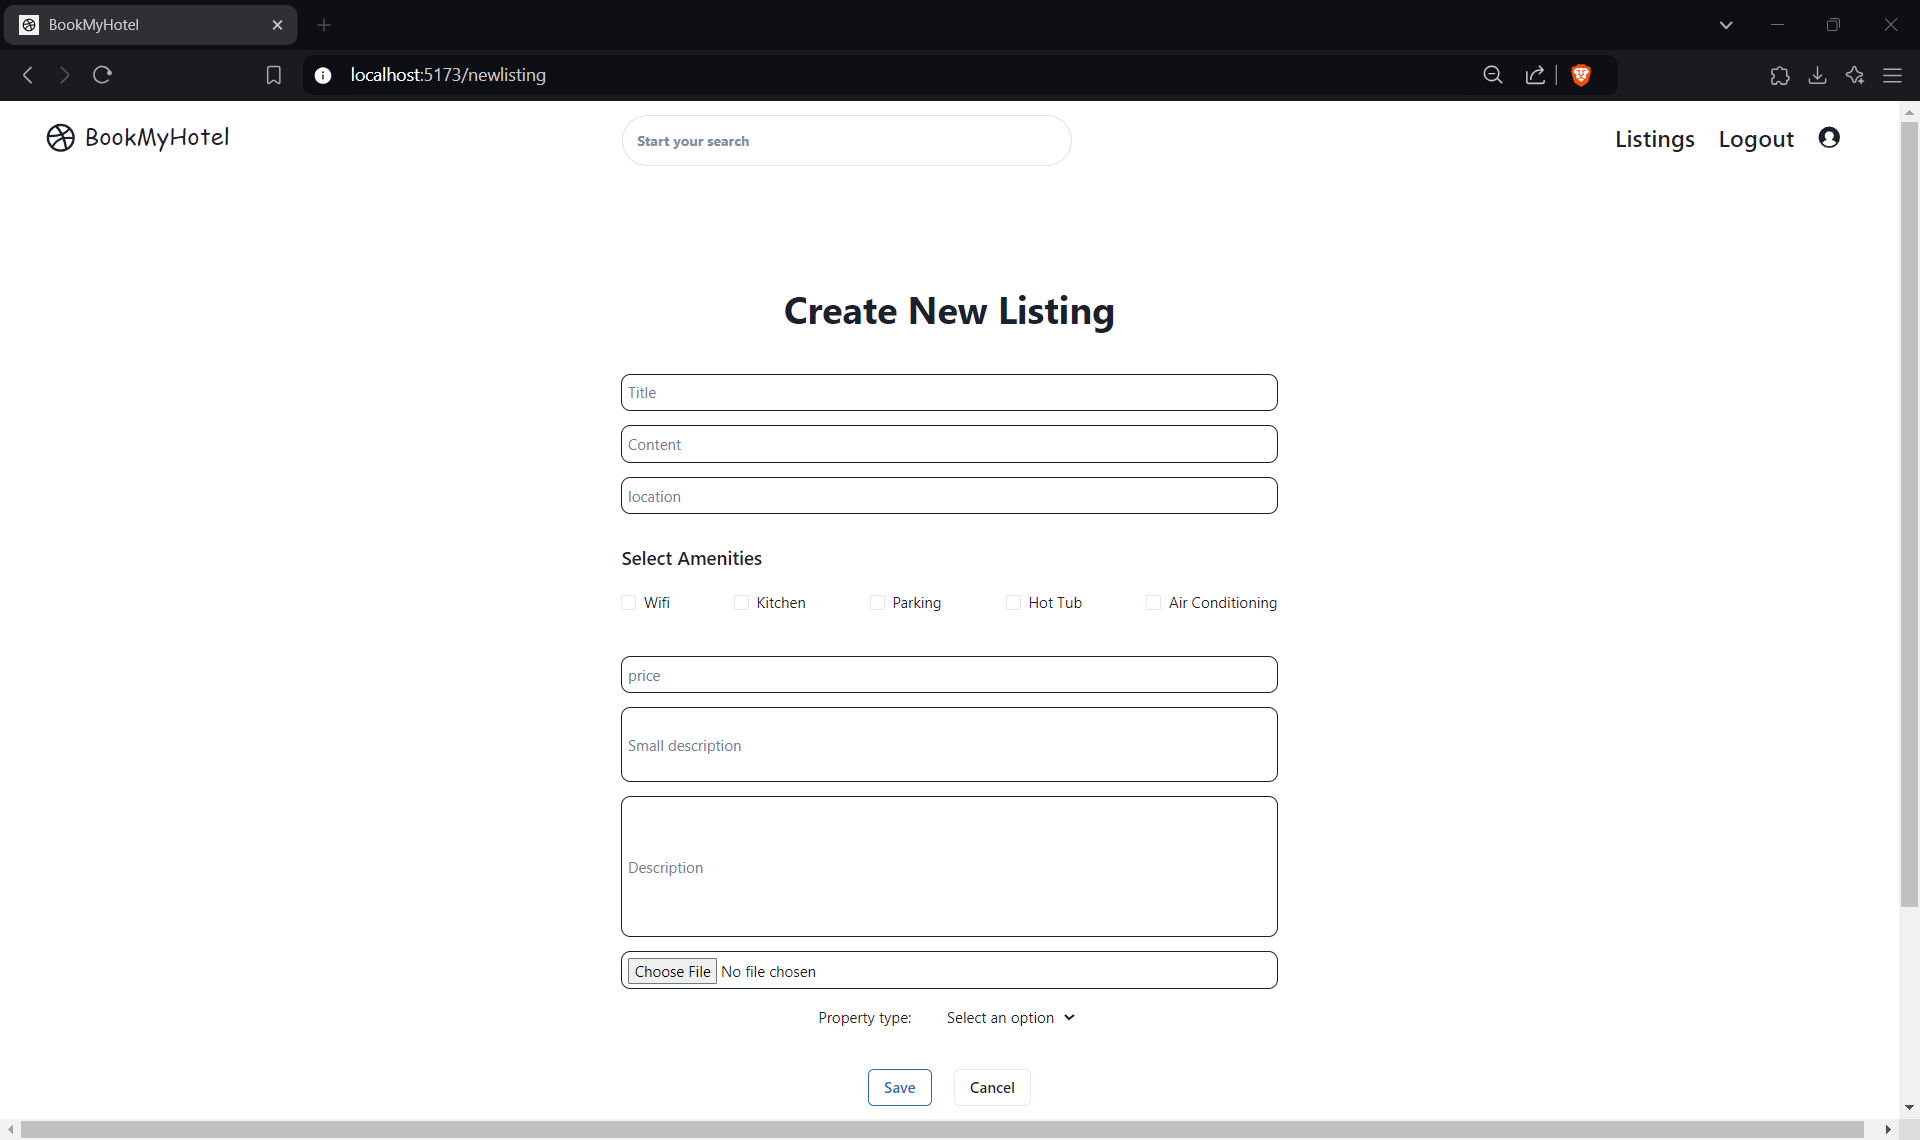 BookMyHotel
localhost:5173/newlisting
BookMyHotel
Start your search
Listings Logout
Create New Listing
Title
Content
location
Select Amenities
Wifi Kitchen Parking Hot Tub Air Conditioning
price
Small description
Description
Choose File No file chosen
Property type: Select an option
Save Cancel